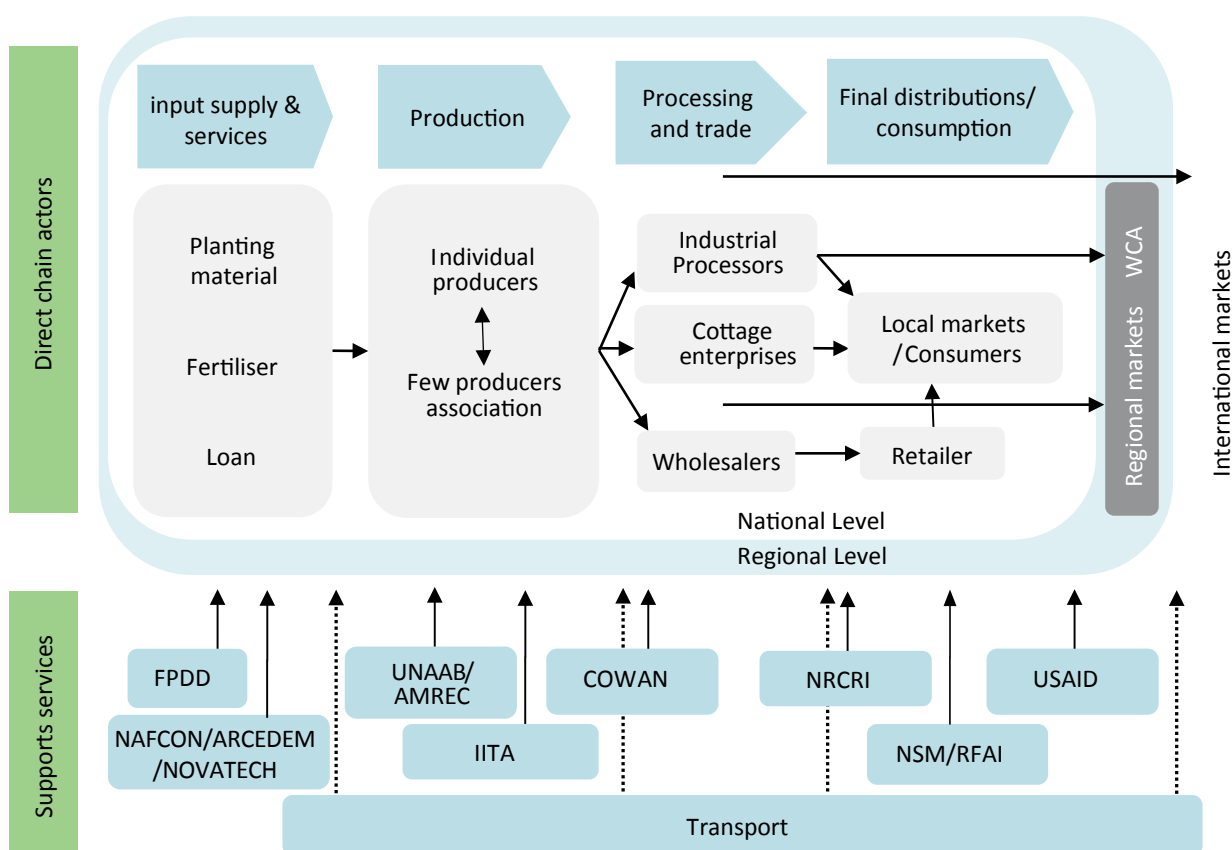 Direct chain actors
input supply &
services
Production
Processing
and trade
Final distributions/
consumption
Planting
material
Fertiliser
Loan
Individual
producers
Few producers
association
Industrial
Processors
Cottage
enterprises
Wholesalers
Local markets
/Consumers
Retailer
Regional markets WCA
International markets
National Level
Regional Level
Supports services
FPDD
NAFCON/ARCEDEM
/NOVATECH
UNAAB/
AMREC
IITA
COWAN
NRCRI
NSM/RFAI
USAID
Transport